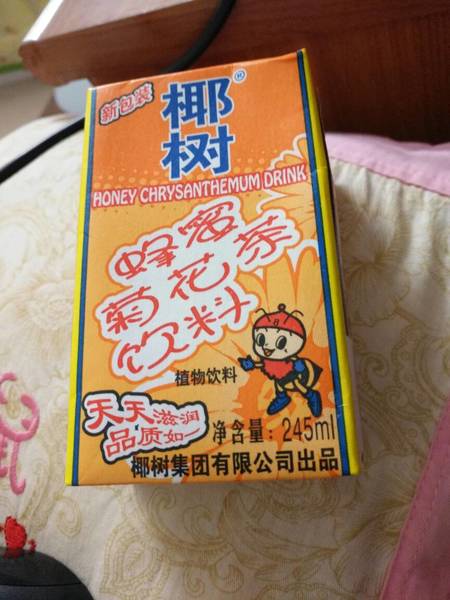 新包装
椰
树®
HONEY CHRYSANTHEMUM DRINK
蜂蜜
菊花茶
饮料
植物饮料
天天滋润
品质如一
净含量：245ml
椰树集团有限公司出品